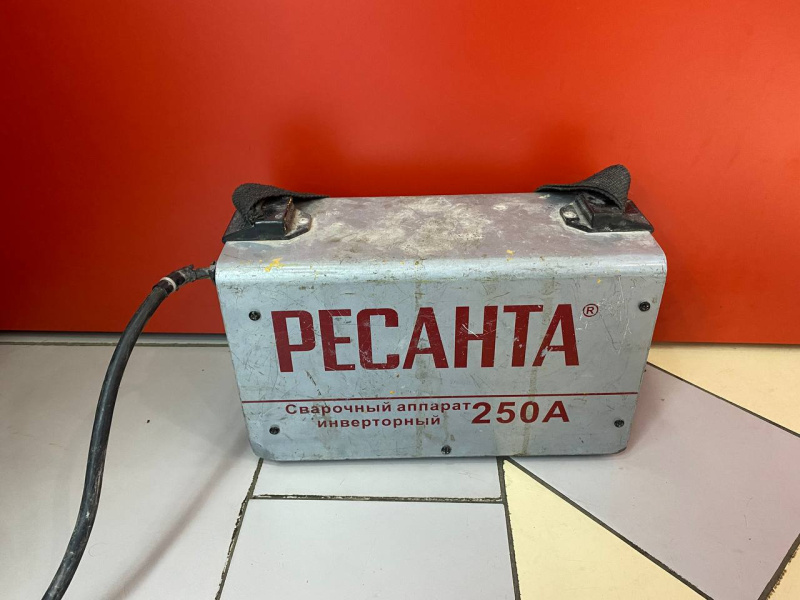 РЕСАНТА®
Сварочный аппарат
инверторный
250А